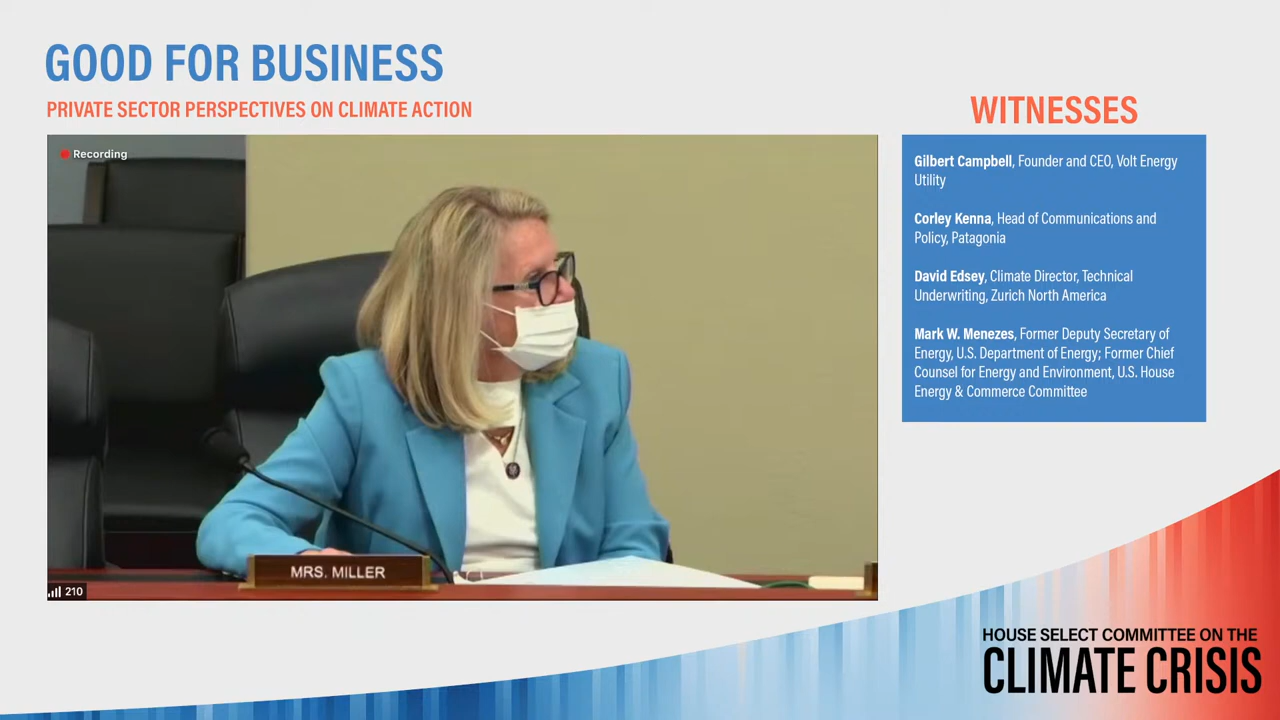 GOOD FOR BUSINESS
PRIVATE SECTOR PERSPECTIVES ON CLIMATE ACTION
Recording
MRS. MILLER
210
WITNESSES
Gilbert Campbell, Founder and CEO, Volt Energy
Utility
Corley Kenna, Head of Communications and
Policy, Patagonia
David Edsey, Climate Director, Technical
Underwriting, Zurich North America
Mark W. Menezes, Former Deputy Secretary of
Energy, U.S. Department of Energy; Former Chief
Counsel for Energy and Environment, U.S. House
Energy & Commerce Committee
HOUSE SELECT COMMITTEE ON THE
CLIMATE CRISIS